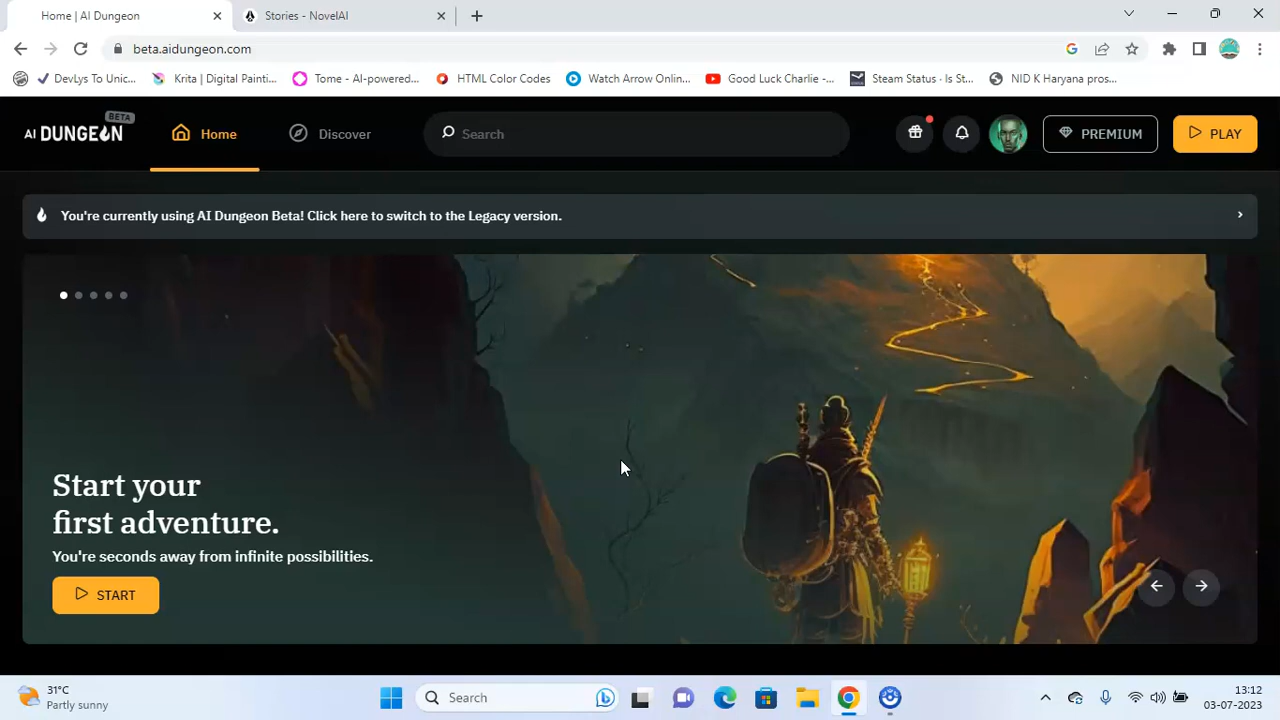 Home | AI Dungeon
Stories - NovelAI
beta.aidungeon.com
DevLys To Unic...
Krita | Digital Painti...
Tome - AI-powered...
HTML Color Codes
Watch Arrow Onlin...
Good Luck Charlie -...
Steam Status · Is St...
NID K Haryana pros...
AI DUNGEON BETA
Home
Discover
Search
PREMIUM
PLAY
You're currently using AI Dungeon Beta! Click here to switch to the Legacy version.
Start your
first adventure.
You're seconds away from infinite possibilities.
START
31°C
Partly sunny
Search
13:12
03-07-2023